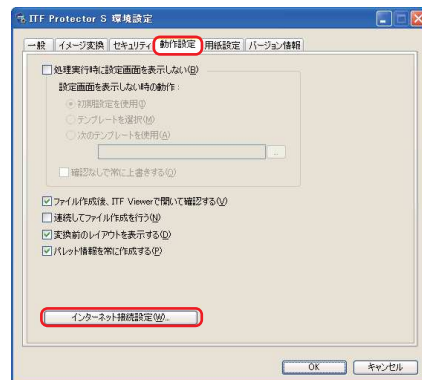 ITF Protector S 環境設定
一般 イメージ変換 セキュリティ 動作設定 用紙設定 バージョン情報
処理実行時に設定画面を表示しない(B)
設定画面を表示しない時の動作:
初期設定を使用(I)
テンプレートを選択(M)
次のテンプレートを使用(A)
...
確認なしで常に上書きする(O)
ファイル作成後、ITF Viewerで開いて確認する(V)
連続してファイル作成を行う(N)
変換前のレイアウトを表示する(D)
パレット情報を常に作成する(P)
インターネット接続設定(W)...
OK キャンセル